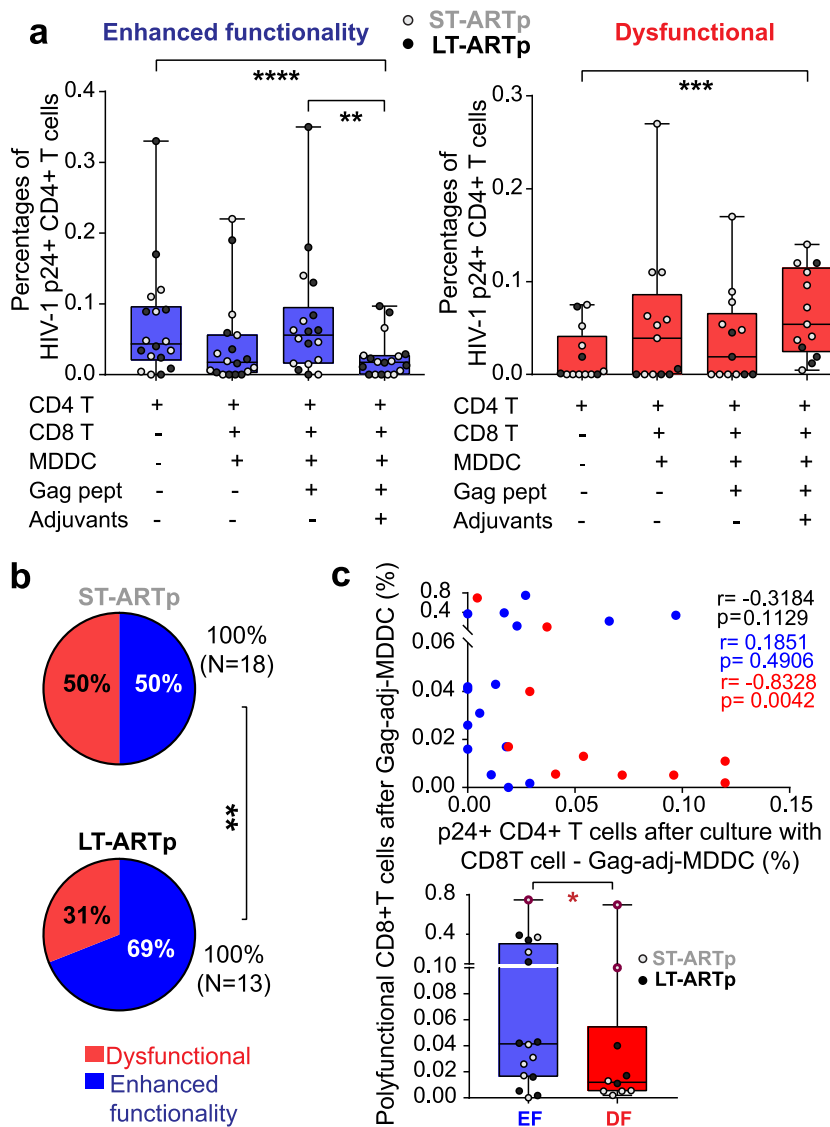 a
Enhanced functionality
ST-ARTp
LT-ARTp
Dysfunctional
Percentages of
HIV-1 p24+ CD4+ T cells
0.4
0.3
0.2
0.1
0.0
****
**
Percentages of
HIV-1 p24+ CD4+ T cells
0.3
0.2
0.1
0.0
***
CD4 T + + + +
CD8 T - + + +
MDDC - + + +
Gag pept - - + +
Adjuvants - - - +
CD4 T + + + +
CD8 T - + + +
MDDC - + + +
Gag pept - - + +
Adjuvants - - - +
b
ST-ARTp
50% 50%
100%
(N=18)
**
LT-ARTp
31%
69%
100%
(N=13)
Dysfunctional
Enhanced
functionality
c
Polyfunctional CD8+T cells after Gag-adj-MDDC (%)
0.8
0.4
0.06
0.04
0.02
0.00
r= -0.3184
p=0.1129
r= 0.1851
p= 0.4906
r= -0.8328
p= 0.0042
0.00 0.05 0.10 0.15
p24+ CD4+ T cells after culture with
CD8T cell - Gag-adj-MDDC (%)
0.8
0.4
0.10
0.08
0.06
0.04
0.02
0.00
*
ST-ARTp
LT-ARTp
EF DF